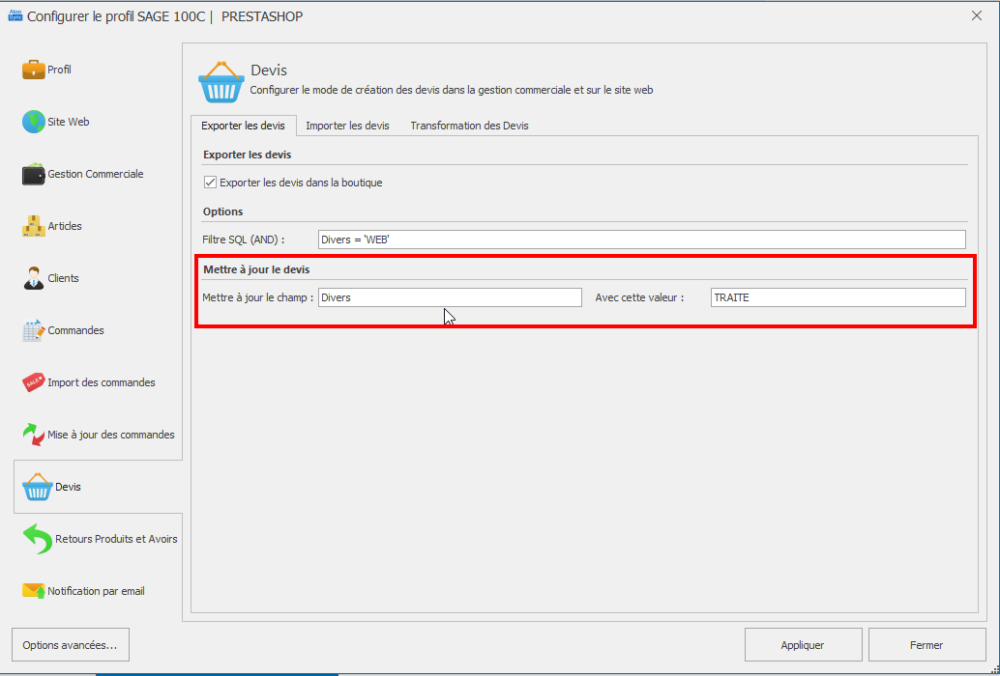 Atoo Sync Configurer le profil SAGE 100C | PRESTASHOP
Profil
Site Web
Gestion Commerciale
Articles
Clients
Commandes
SALE Import des commandes
Mise à jour des commandes
Devis
Retours Produits et Avoirs
Notification par email
Devis
Configurer le mode de création des devis dans la gestion commerciale et sur le site web
Exporter les devis Importer les devis Transformation des Devis
Exporter les devis
Exporter les devis dans la boutique
Options
Filtre SQL (AND) : Divers = 'WEB'
Mettre à jour le devis
Mettre à jour le champ : Divers Avec cette valeur : TRAITE
Options avancées... Appliquer Fermer